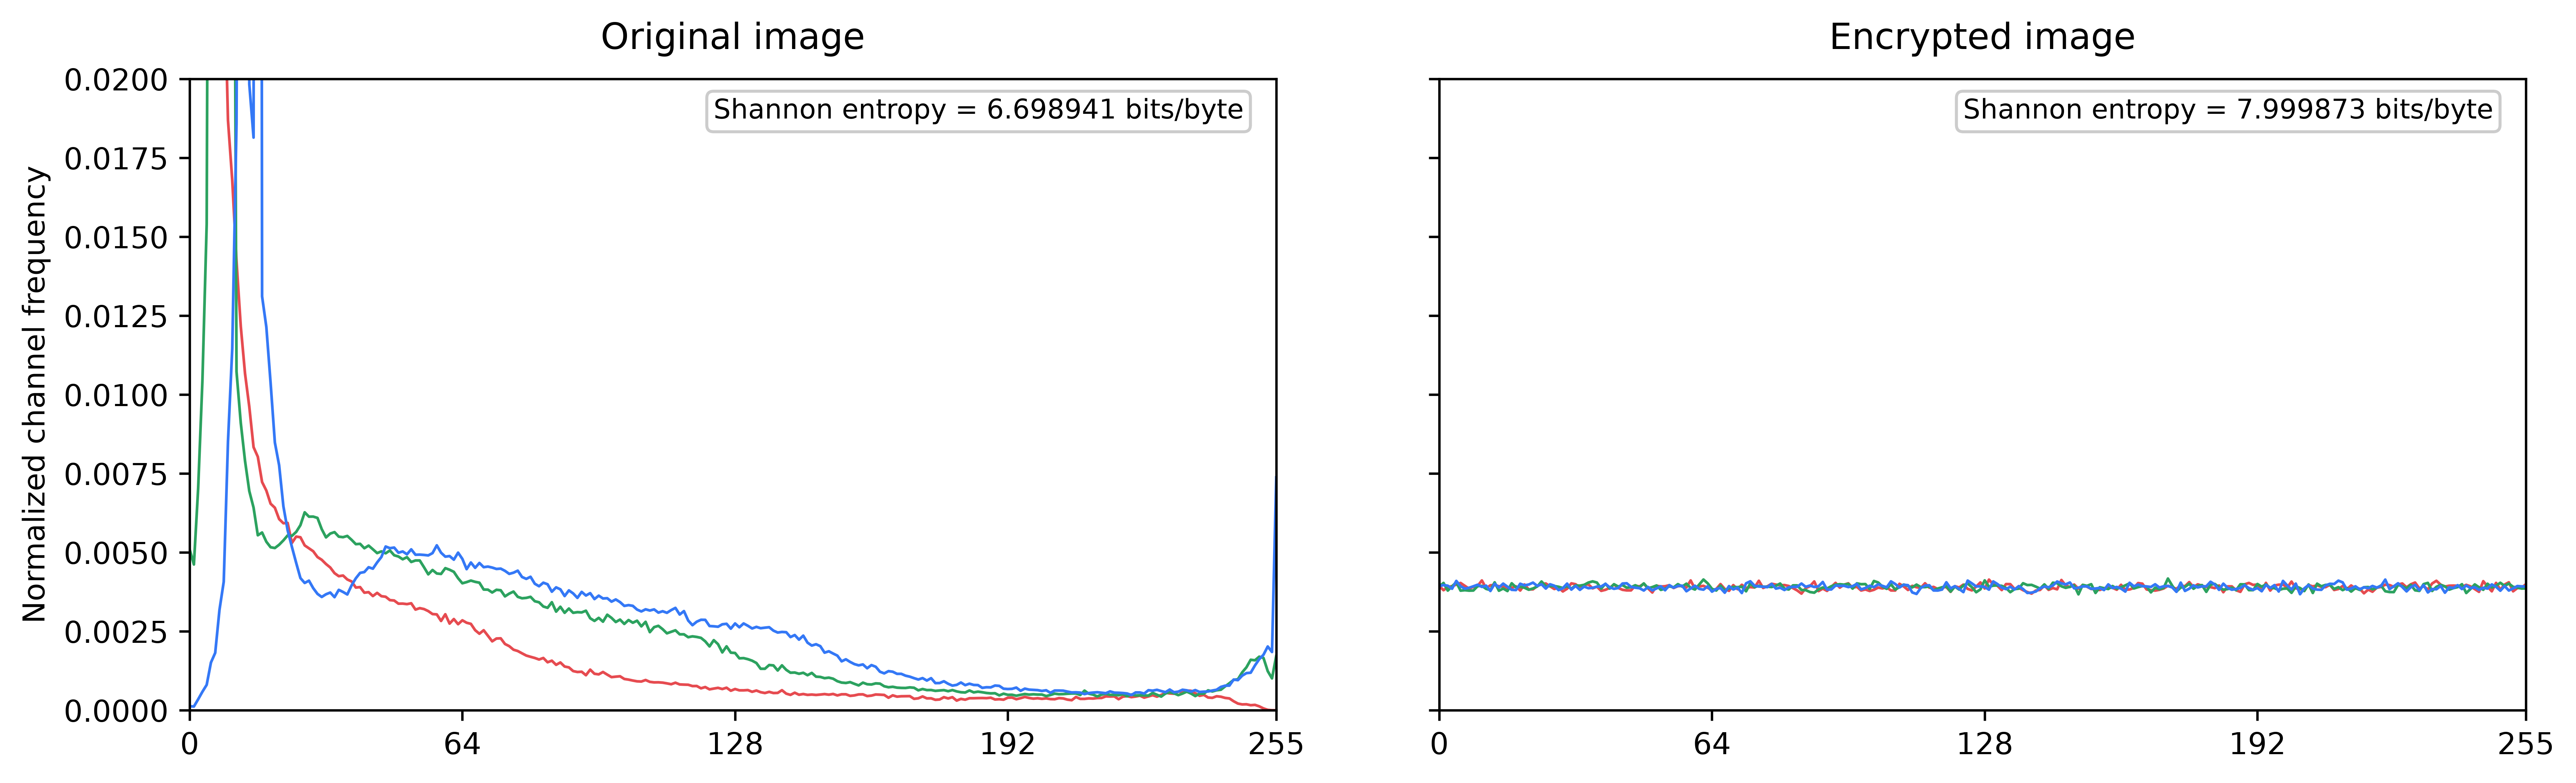 Original image
Encrypted image
Normalized channel frequency
0.0200
0.0175
0.0150
0.0125
0.0100
0.0075
0.0050
0.0025
0.0000
Shannon entropy = 6.698941 bits/byte
0 64 128 192 255
Shannon entropy = 7.999873 bits/byte
0 64 128 192 255